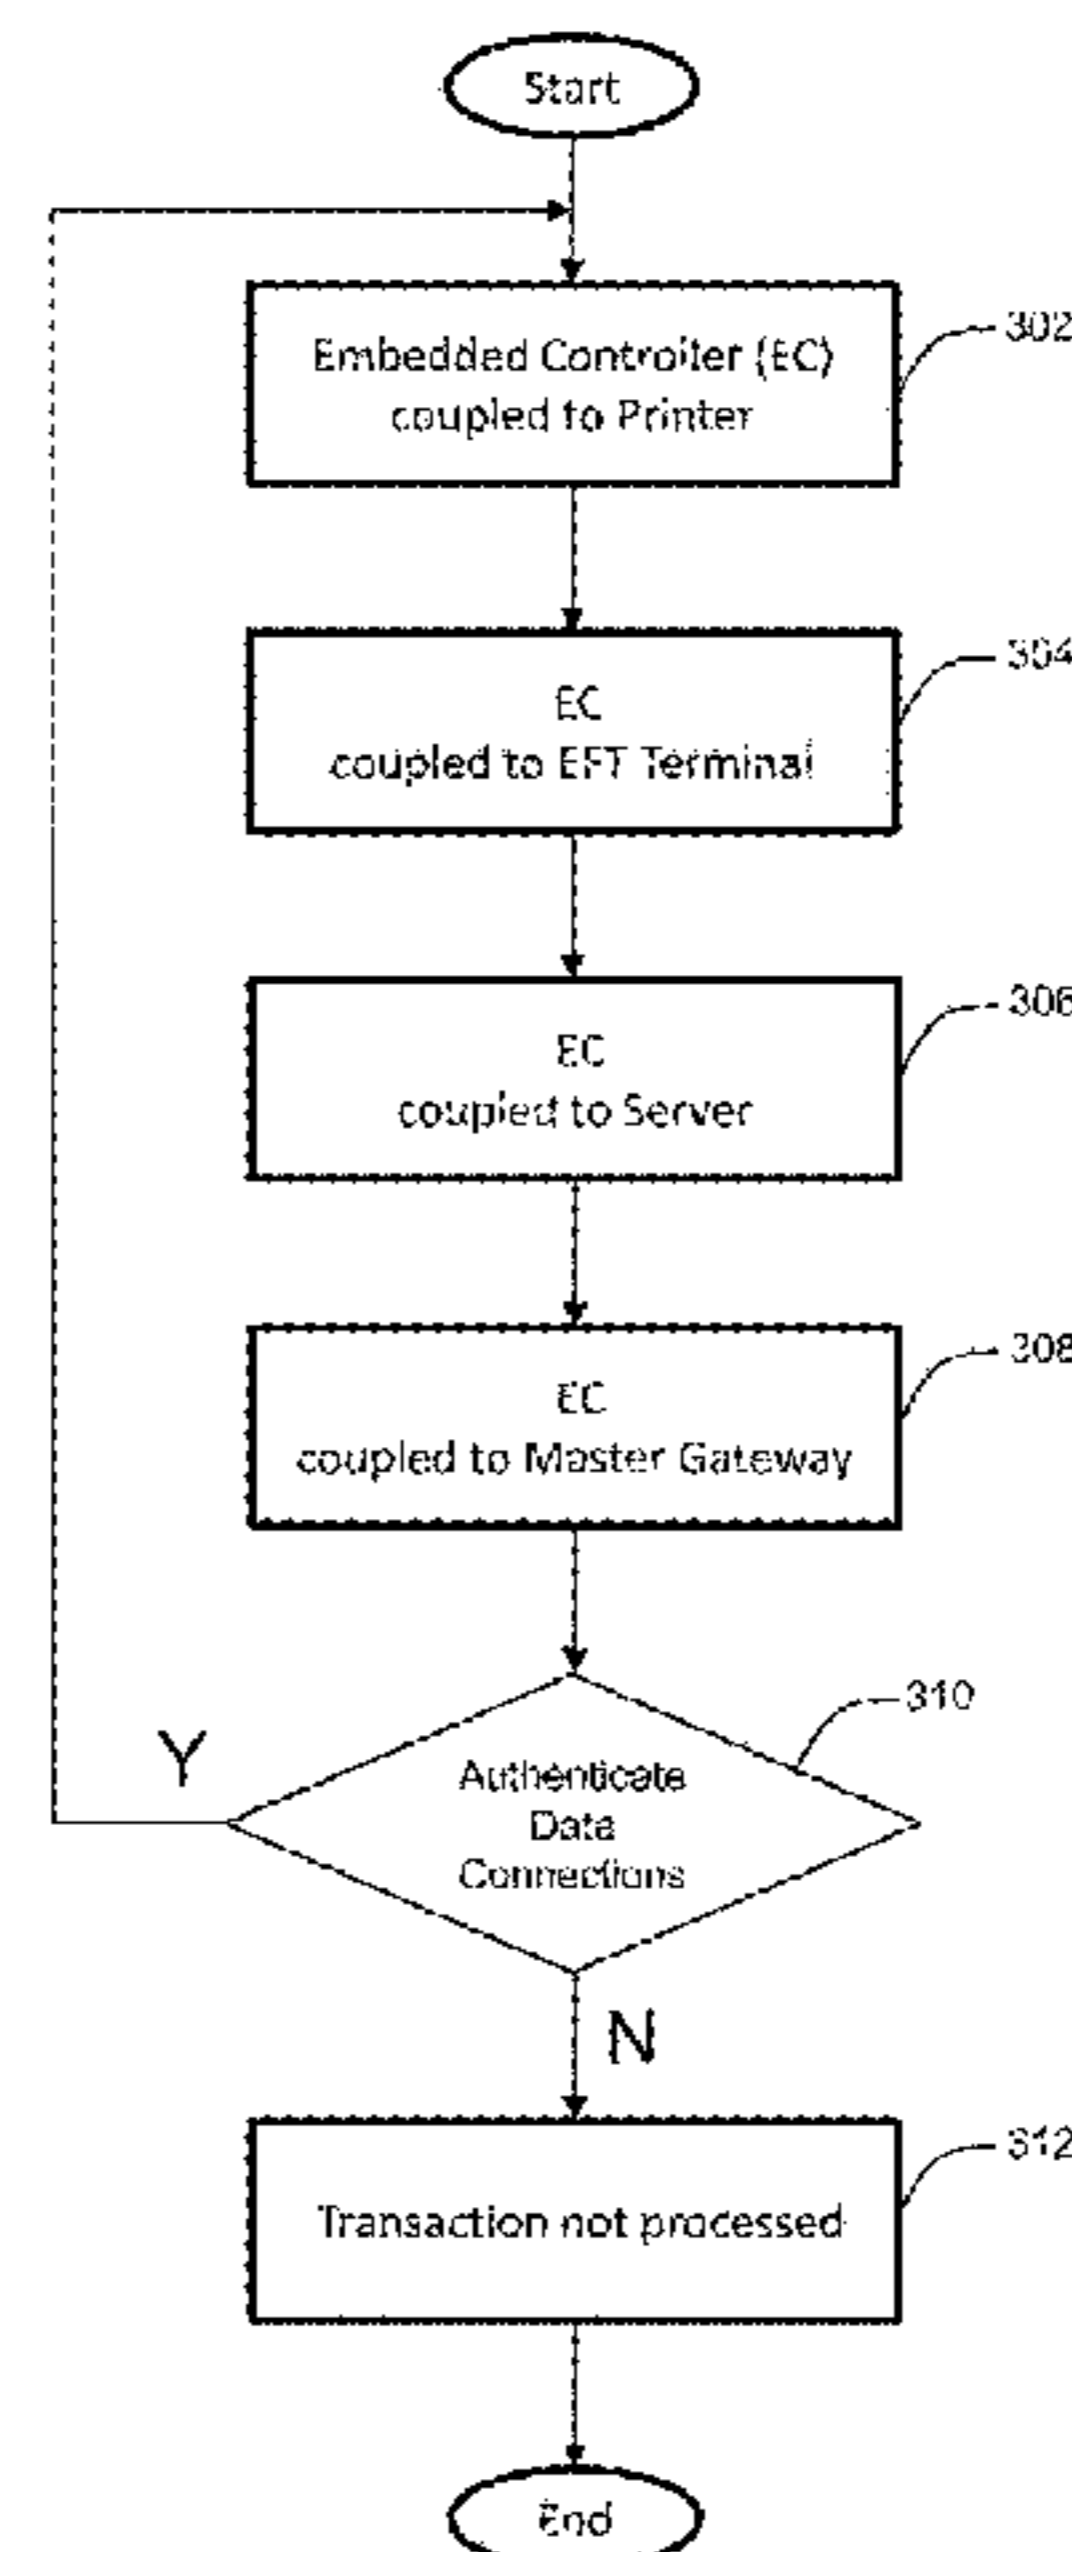 Start
Embedded Controller (EC)
coupled to Printer
302
EC
coupled to EFT Terminal
304
EC
coupled to Server
306
EC
coupled to Master Gateway
308
310
Authenticate
Data
Connections
Y
N
Transaction not processed
312
End